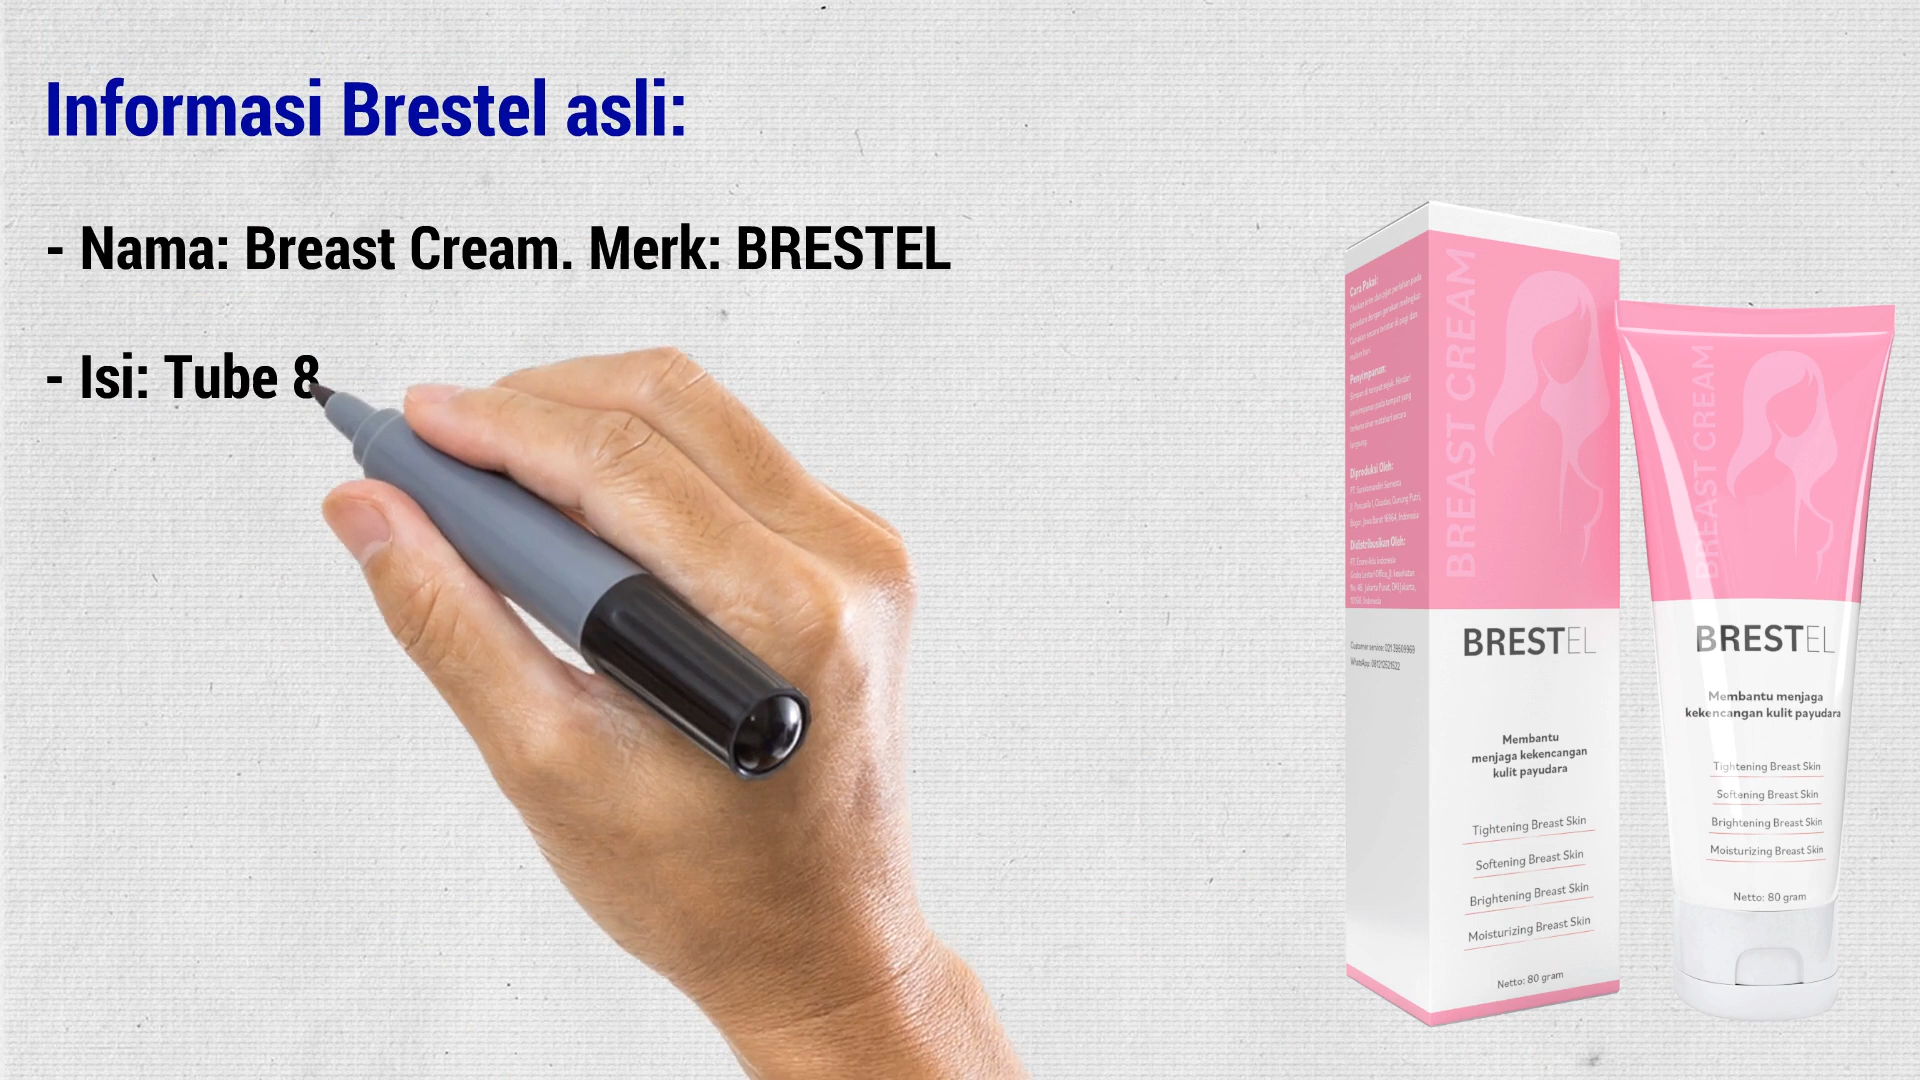 Informasi Brestel asli:
- Nama: Breast Cream. Merk: BRESTEL
- Isi: Tube 8
Cara Pakai:
Penyimpanan:
Diproduksi Oleh:
Didistribusikan Oleh:
BREAST CREAM
BRESTEL
Membantu
menjaga kekencangan
kulit payudara
Tightening Breast Skin
Softening Breast Skin
Brightening Breast Skin
Moisturizing Breast Skin
Netto: 80 gram
BREAST CREAM
BRESTEL
Membantu menjaga
kekencangan kulit payudara
Tightening Breast Skin
Softening Breast Skin
Brightening Breast Skin
Moisturizing Breast Skin
Netto: 80 gram